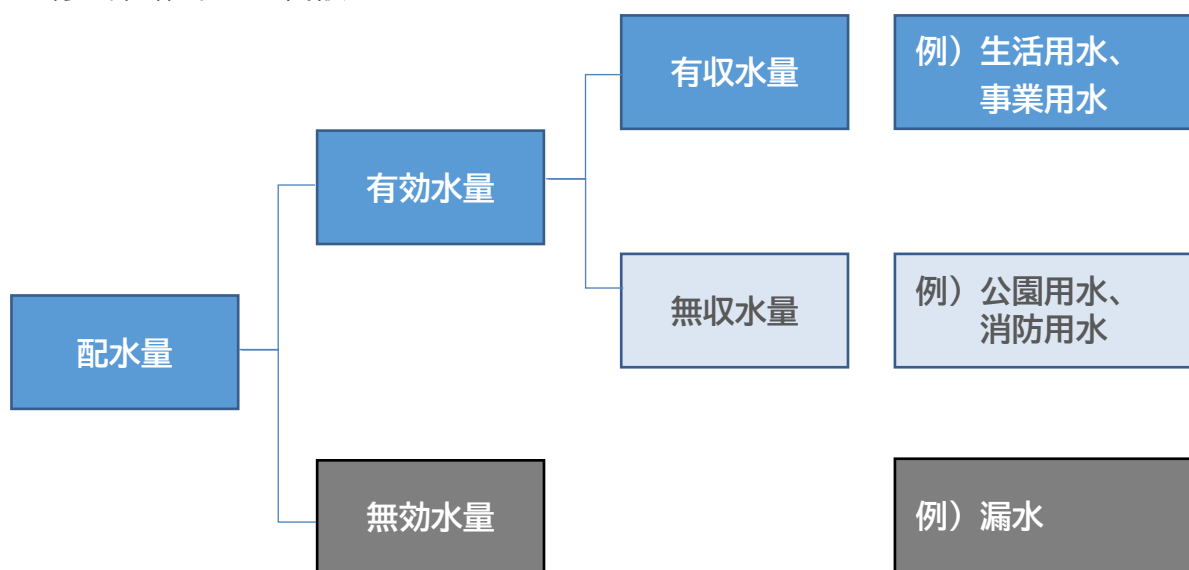 有収水量
例）生活用水、
事業用水
有効水量
無収水量
例）公園用水、
消防用水
配水量
無効水量
例）漏水